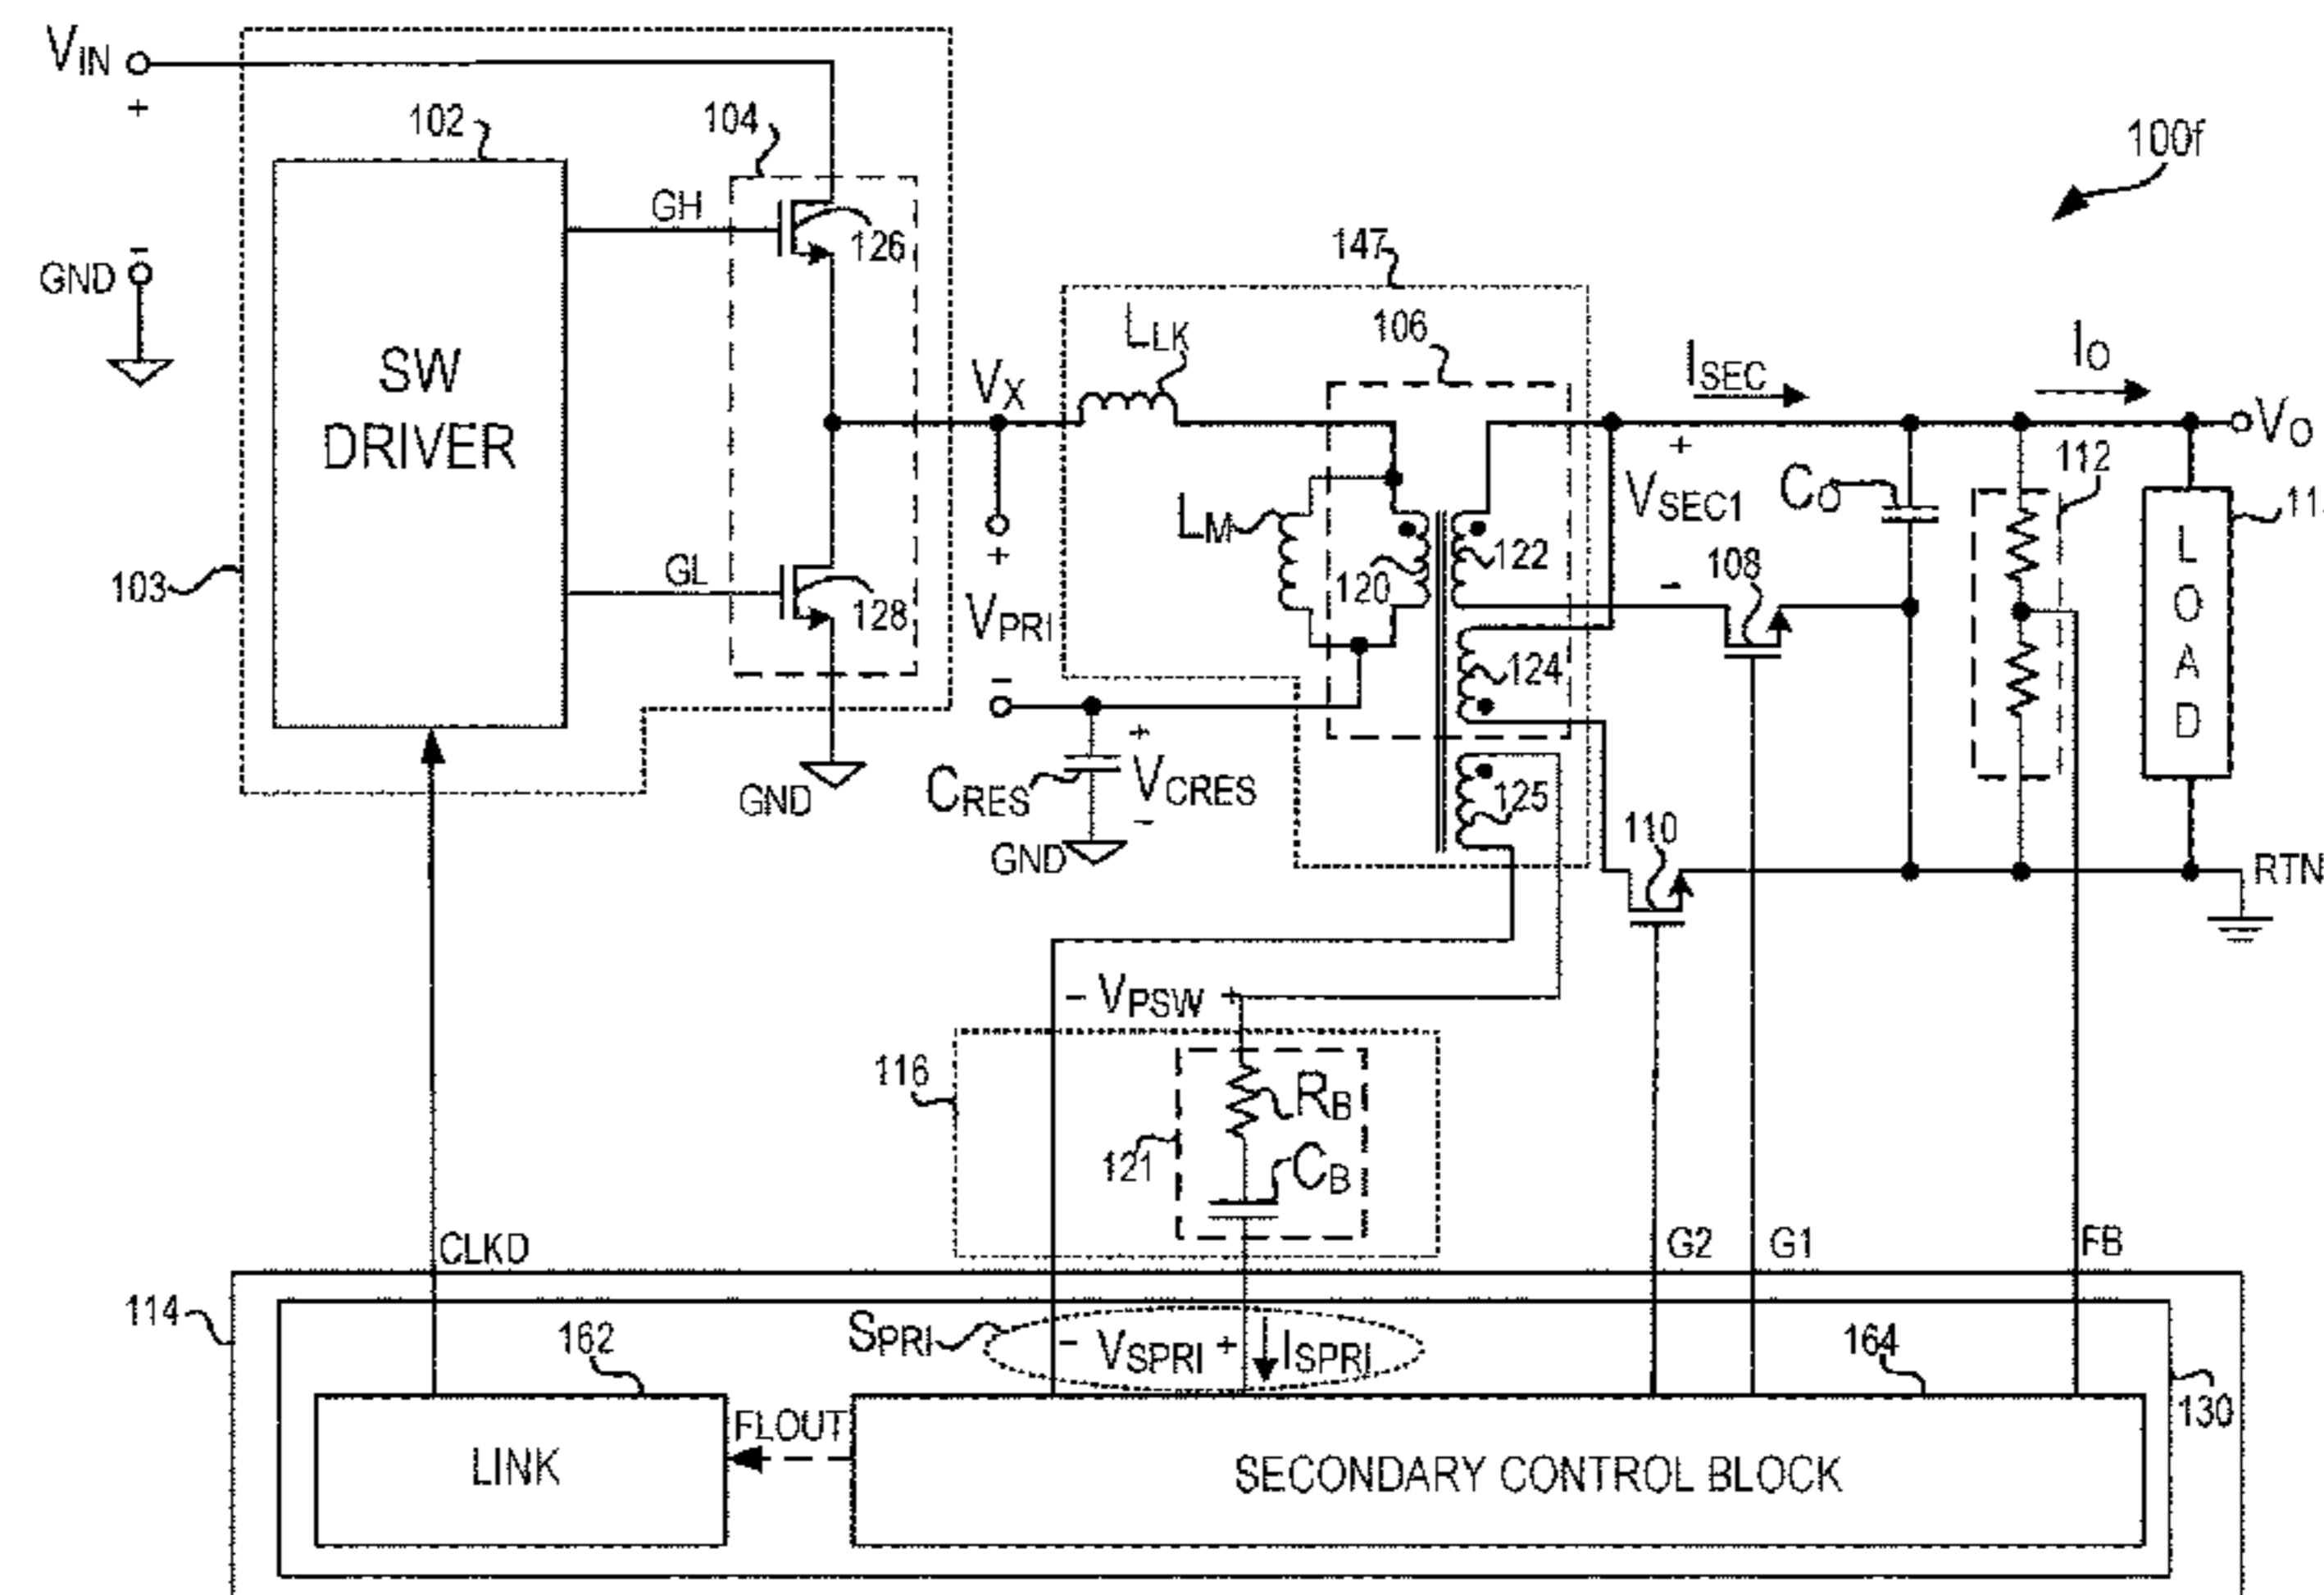 VIN
+
102
104
100f
GH
126
-
GND
147
LLK
106
ISEC
IO
SW
DRIVER
VX
VO
+
112
VSEC1
CO
LM
LOAD
GL
128
103
+
VPRI
-
120
122
-
108
124
GND
CRES
+
VCRES
-
GND
125
110
RTN
- VPSW +
116
RB
121
CB
CLKD
G2
G1
FB
114
162
SPRI
- VSPRI +
ISPRI
164
130
FLOUT
LINK
SECONDARY CONTROL BLOCK